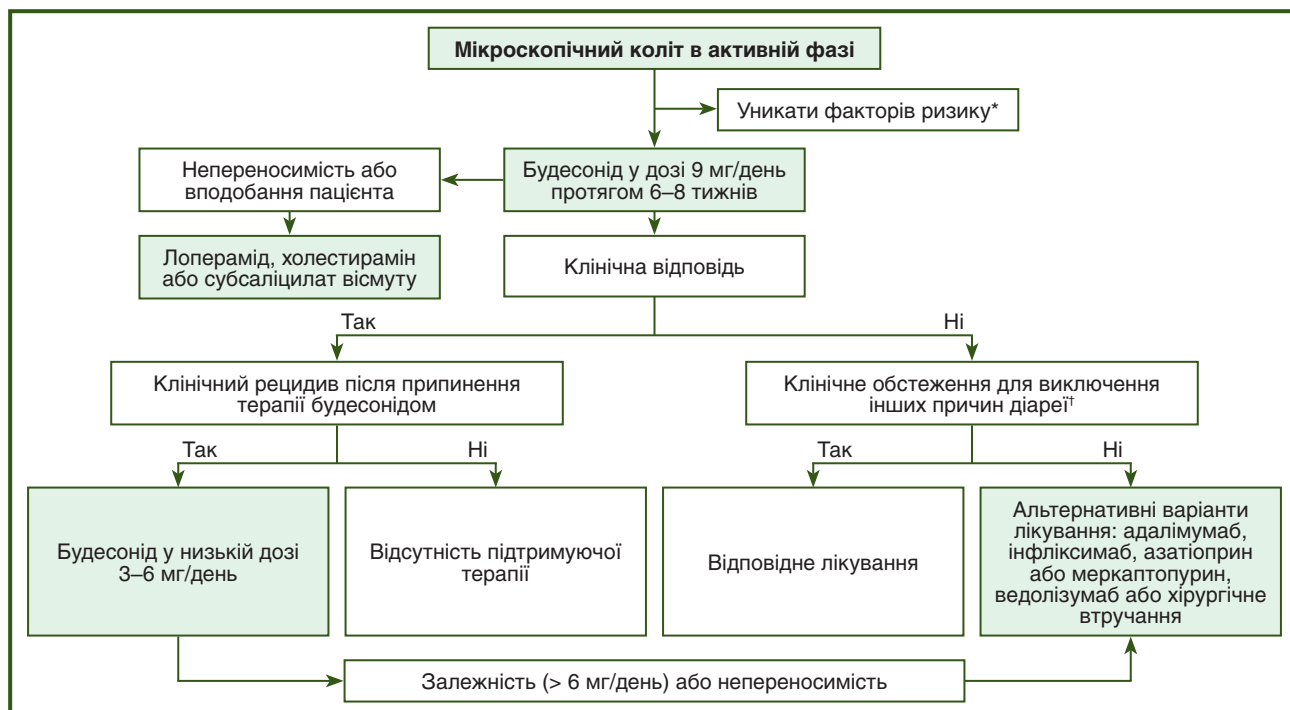 Мікроскопічний коліт в активній фазі
Уникати факторів ризику*
Непереносимість або
вподобання пацієнта
Будесонід у дозі 9 мг/день
протягом 6–8 тижнів
Лоперамід, холестирамін
або субсаліцилат вісмуту
Клінічна відповідь
Так
Ні
Клінічний рецидив після припинення
терапії будесонідом
Клінічне обстеження для виключення
інших причин діареї†
Так
Ні
Так
Ні
Будесонід у низькій дозі
3–6 мг/день
Відсутність підтримуючої
терапії
Відповідне лікування
Альтернативні варіанти
лікування: адалімумаб,
інфліксимаб, азатіоприн
або меркаптопурин,
ведолізумаб або хірургічне
втручання
Залежність (> 6 мг/день) або непереносимість